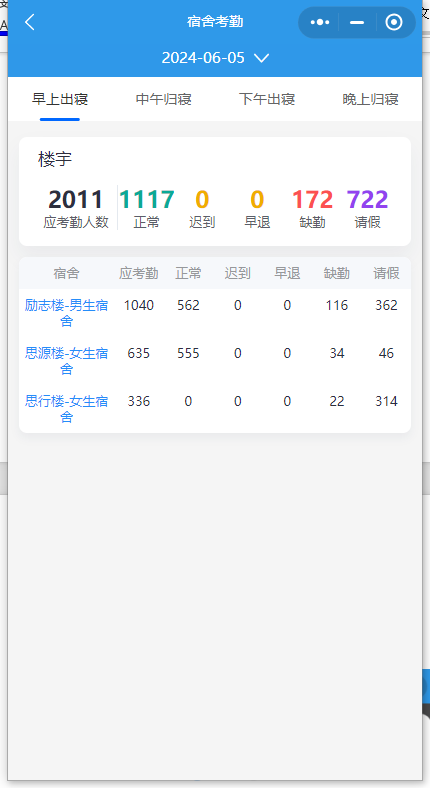 宿舍考勤
2024-06-05
早上出寝 中午归寝 下午出寝 晚上归寝
楼宇
2011 1117 0 0 172 722
应考勤人数 正常 迟到 早退 缺勤 请假
宿舍 应考勤 正常 迟到 早退 缺勤 请假
励志楼-男生宿 1040 562 0 0 116 362
舍
思源楼-女生宿 635 555 0 0 34 46
舍
思行楼-女生宿 336 0 0 0 22 314
舍